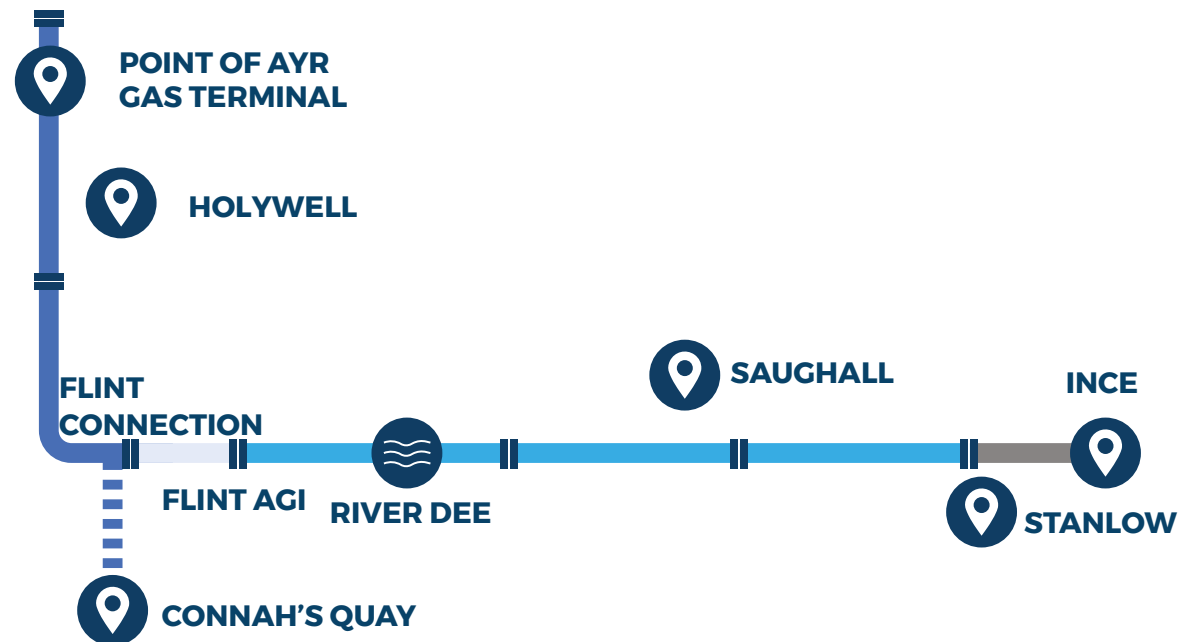 POINT OF AYR
GAS TERMINAL
HOLYWELL
FLINT
CONNECTION
SAUGHALL
INCE
FLINT AGI
RIVER DEE
STANLOW
CONNAH’S QUAY